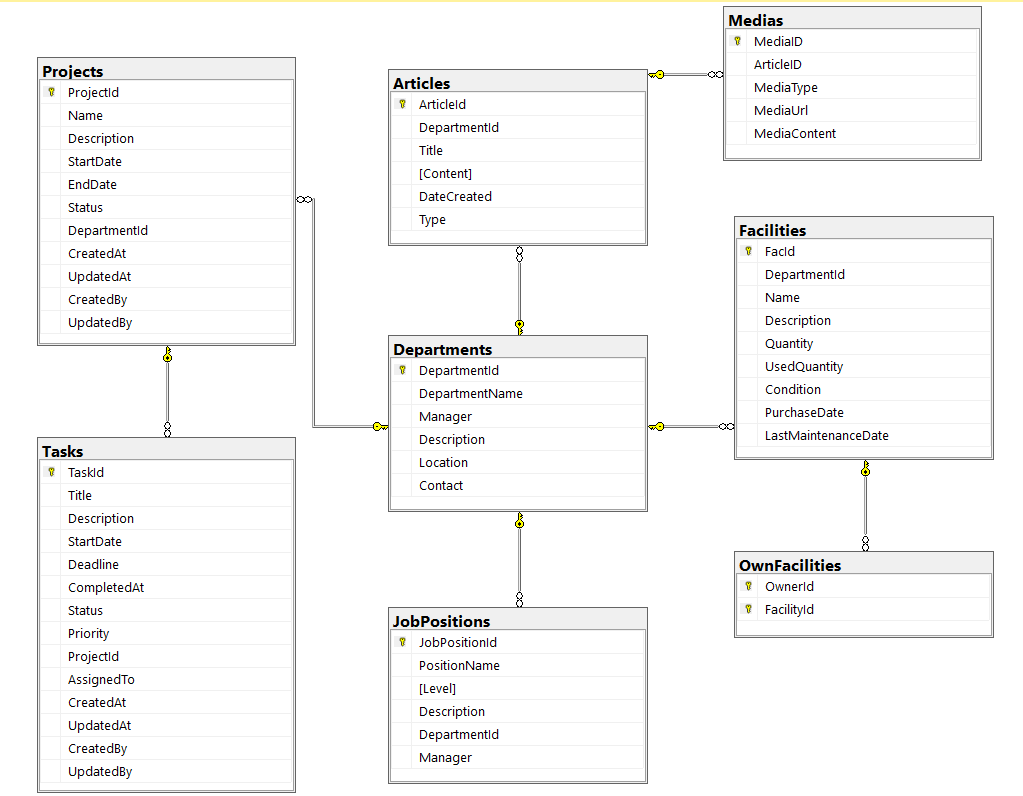 Projects
ProjectId
Name
Description
StartDate
EndDate
Status
DepartmentId
CreatedAt
UpdatedAt
CreatedBy
UpdatedBy
Tasks
TaskId
Title
Description
StartDate
Deadline
CompletedAt
Status
Priority
ProjectId
AssignedTo
CreatedAt
UpdatedAt
CreatedBy
UpdatedBy
Articles
ArticleId
DepartmentId
Title
[Content]
DateCreated
Type
Departments
DepartmentId
DepartmentName
Manager
Description
Location
Contact
JobPositions
JobPositionId
PositionName
[Level]
Description
DepartmentId
Manager
Medias
MediaID
ArticleID
MediaType
MediaUrl
MediaContent
Facilities
FacId
DepartmentId
Name
Description
Quantity
UsedQuantity
Condition
PurchaseDate
LastMaintenanceDate
OwnFacilities
OwnerId
FacilityId